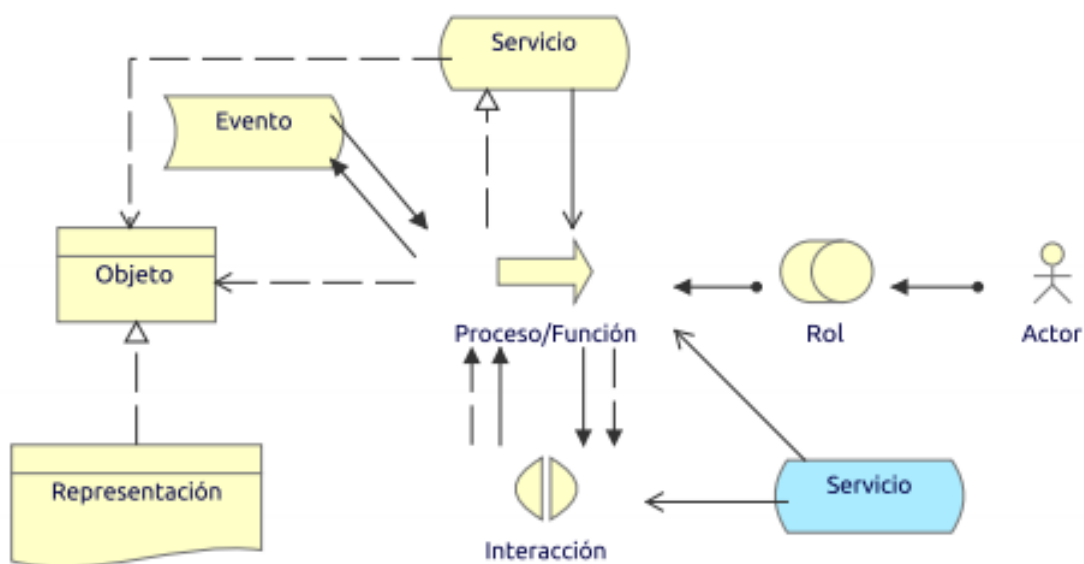 Servicio
Evento
Objeto
Proceso/Función
Rol
Actor
Representación
Servicio
Interacción